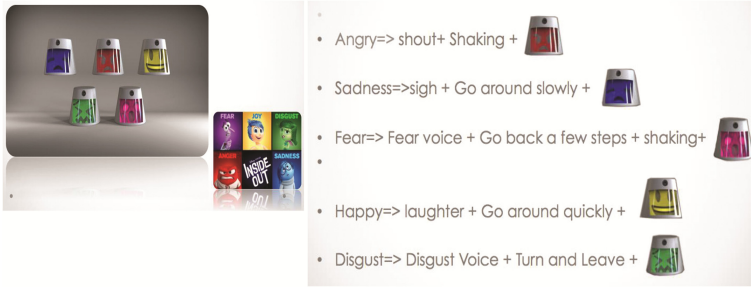 FEAR JOY DISGUST
ANGER INSIDE OUT SADNESS
• Angry=> shout+ Shaking +
• Sadness=>sigh + Go around slowly +
• Fear=> Fear voice + Go back a few steps + shaking+
• Happy=> laughter + Go around quickly +
• Disgust=> Disgust Voice + Turn and Leave +